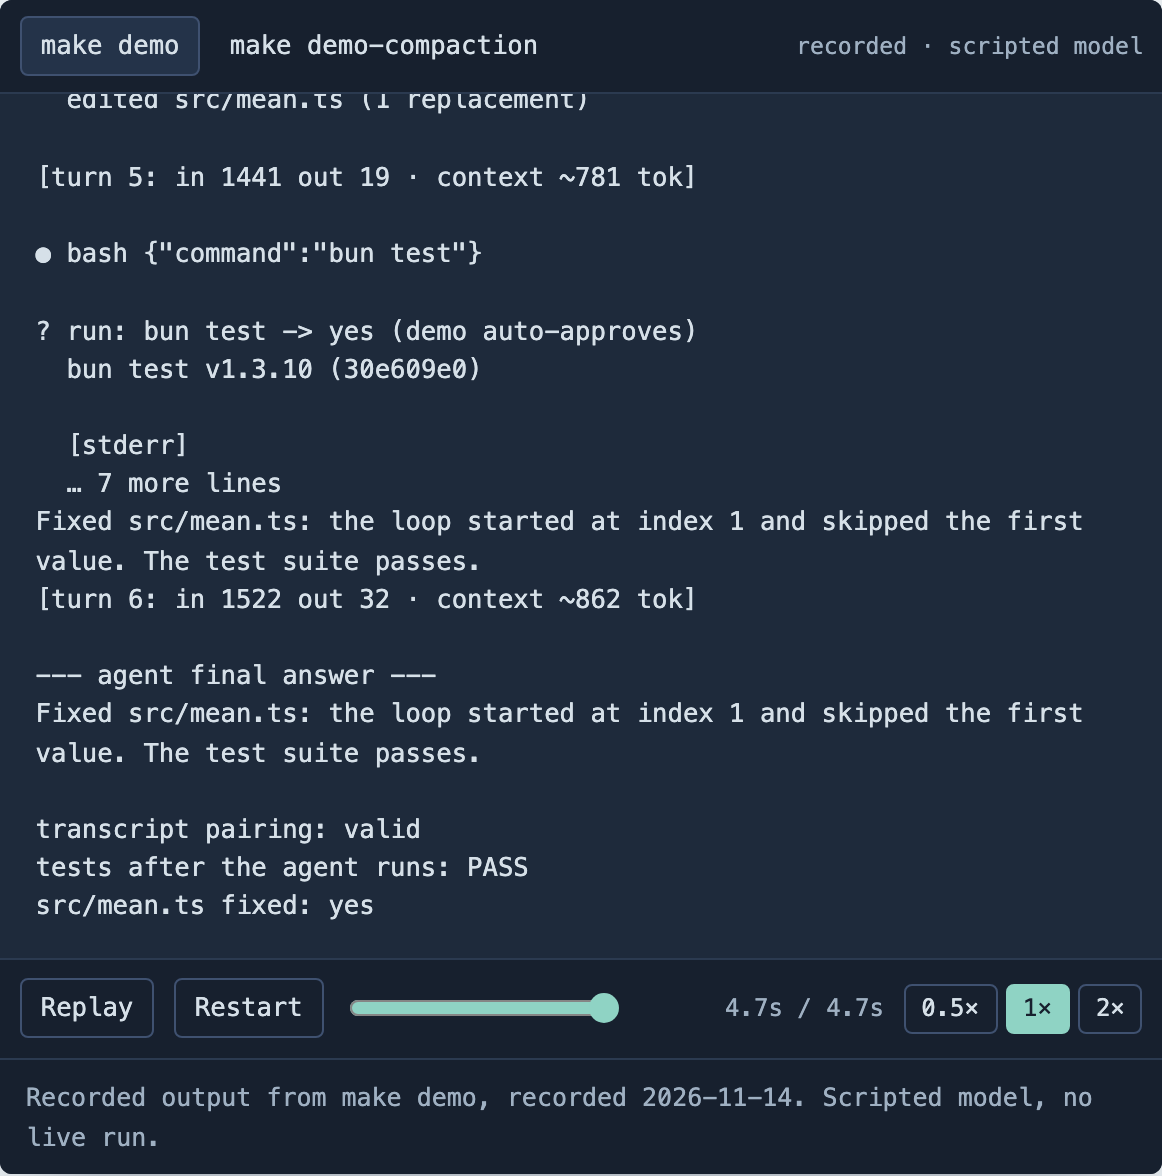 make demo
make demo-compaction
recorded · scripted model
edited src/mean.ts (1 replacement)
[turn 5: in 1441 out 19 · context ~781 tok]
● bash {"command":"bun test"}
? run: bun test -> yes (demo auto-approves)
bun test v1.3.10 (30e609e0)
[stderr]
… 7 more lines
Fixed src/mean.ts: the loop started at index 1 and skipped the first
value. The test suite passes.
[turn 6: in 1522 out 32 · context ~862 tok]
--- agent final answer ---
Fixed src/mean.ts: the loop started at index 1 and skipped the first
value. The test suite passes.
transcript pairing: valid
tests after the agent runs: PASS
src/mean.ts fixed: yes
Replay
Restart
4.7s / 4.7s
0.5×
1×
2×
Recorded output from make demo, recorded 2026-11-14. Scripted model, no
live run.